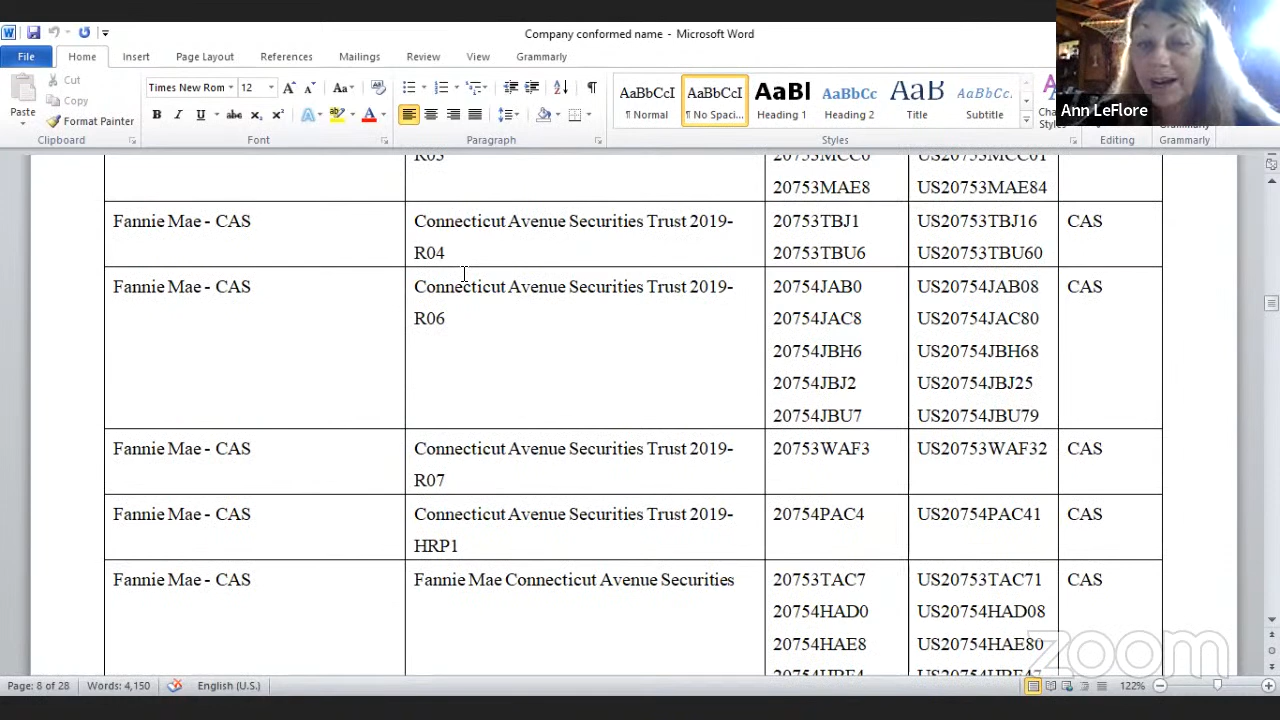 Company conformed name - Microsoft Word
File Home Insert Page Layout References Mailings Review View Grammarly
Cut
Copy
Format Painter
Paste
Clipboard
Times New Rom 12
Font
Paragraph
AaBbCcI AaBbCcI AaBl AaBbCc AaB AaBbCc
¶ Normal ¶ No Spaci... Heading 1 Heading 2 Title Subtitle
Styles
Styles
Editing
Grammarly
Ann LeFlore
R03 20753MCC0 US20753MCC01
20753MAE8 US20753MAE84
Fannie Mae - CAS Connecticut Avenue Securities Trust 2019- 20753TBJ1 US20753TBJ16 CAS
R04 20753TBU6 US20753TBU60
Fannie Mae - CAS Connecticut Avenue Securities Trust 2019- 20754JAB0 US20754JAB08 CAS
R06 20754JAC8 US20754JAC80
20754JBH6 US20754JBH68
20754JBJ2 US20754JBJ25
20754JBU7 US20754JBU79
Fannie Mae - CAS Connecticut Avenue Securities Trust 2019- 20753WAF3 US20753WAF32 CAS
R07
Fannie Mae - CAS Connecticut Avenue Securities Trust 2019- 20754PAC4 US20754PAC41 CAS
HRP1
Fannie Mae - CAS Fannie Mae Connecticut Avenue Securities 20753TAC7 US20753TAC71 CAS
20754HAD0 US20754HAD08
20754HAE8 US20754HAE80
zoom
Page: 8 of 28 Words: 4,150 English (U.S.) 122%